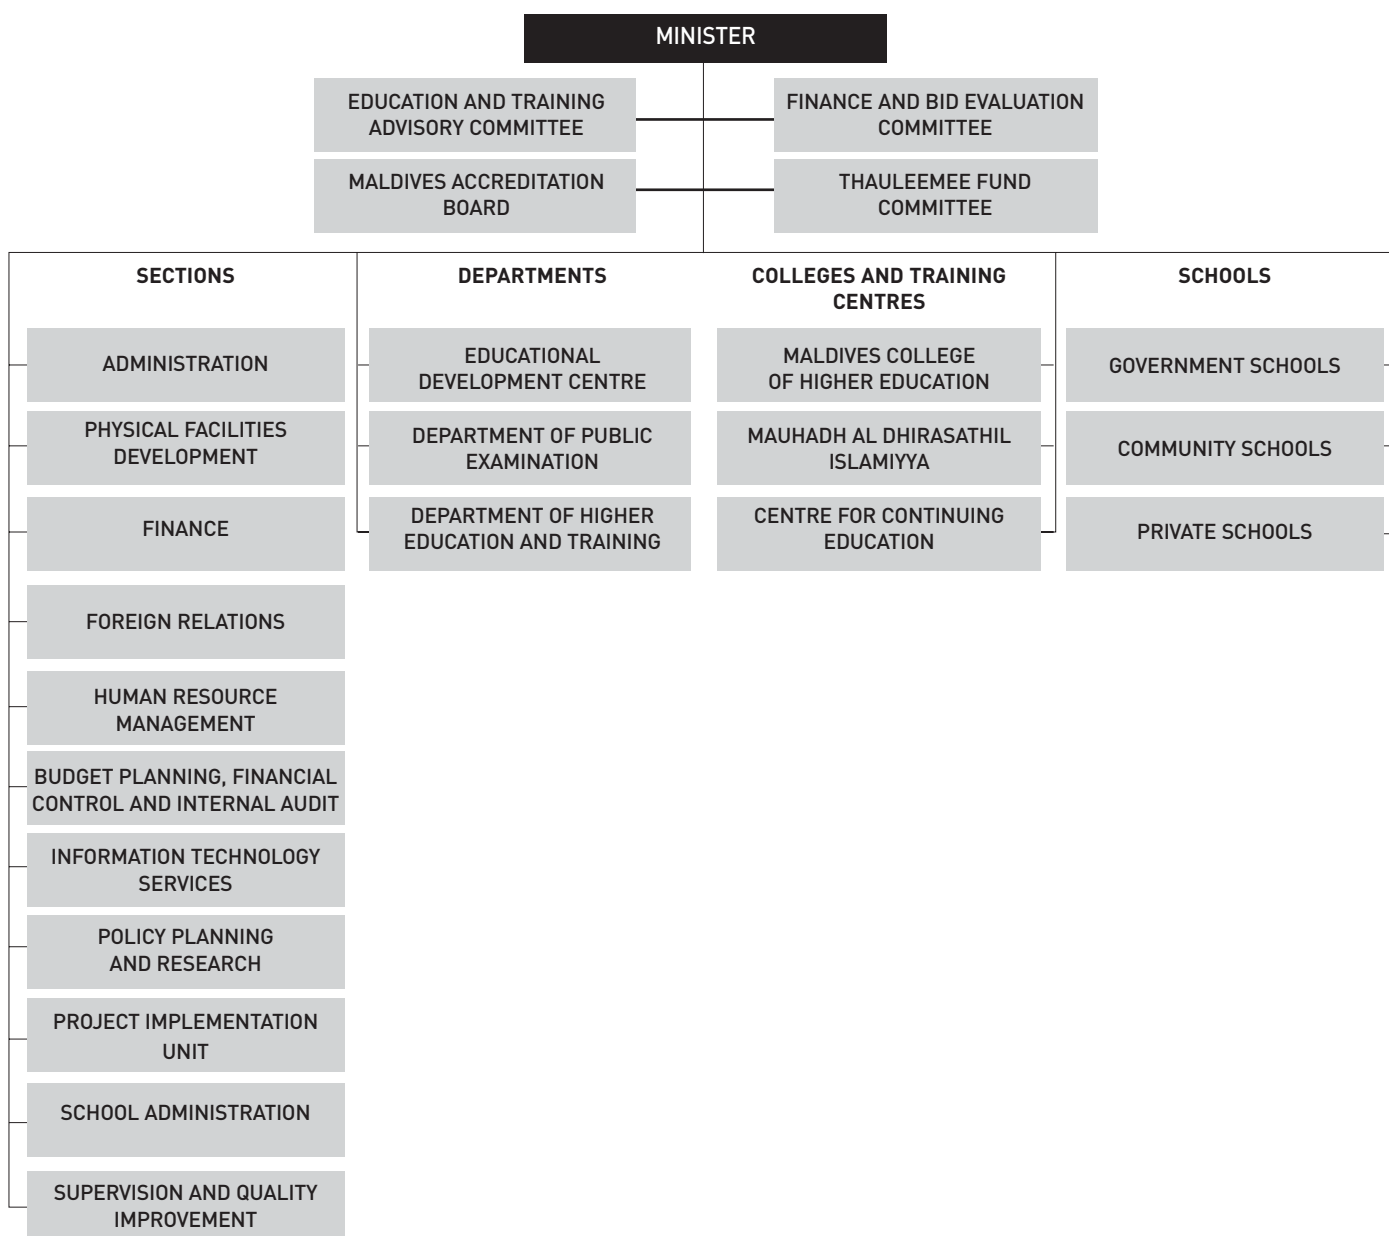 MINISTER
EDUCATION AND TRAINING
ADVISORY COMMITTEE
FINANCE AND BID EVALUATION
COMMITTEE
MALDIVES ACCREDITATION
BOARD
THAULEEMEE FUND
COMMITTEE
SECTIONS
ADMINISTRATION
PHYSICAL FACILITIES
DEVELOPMENT
FINANCE
FOREIGN RELATIONS
HUMAN RESOURCE
MANAGEMENT
BUDGET PLANNING, FINANCIAL
CONTROL AND INTERNAL AUDIT
INFORMATION TECHNOLOGY
SERVICES
POLICY PLANNING
AND RESEARCH
PROJECT IMPLEMENTATION
UNIT
SCHOOL ADMINISTRATION
SUPERVISION AND QUALITY
IMPROVEMENT
DEPARTMENTS
EDUCATIONAL
DEVELOPMENT CENTRE
DEPARTMENT OF PUBLIC
EXAMINATION
DEPARTMENT OF HIGHER
EDUCATION AND TRAINING
COLLEGES AND TRAINING
CENTRES
MALDIVES COLLEGE
OF HIGHER EDUCATION
MAUHADH AL DHIRASATHIL
ISLAMIYYA
CENTRE FOR CONTINUING
EDUCATION
SCHOOLS
GOVERNMENT SCHOOLS
COMMUNITY SCHOOLS
PRIVATE SCHOOLS